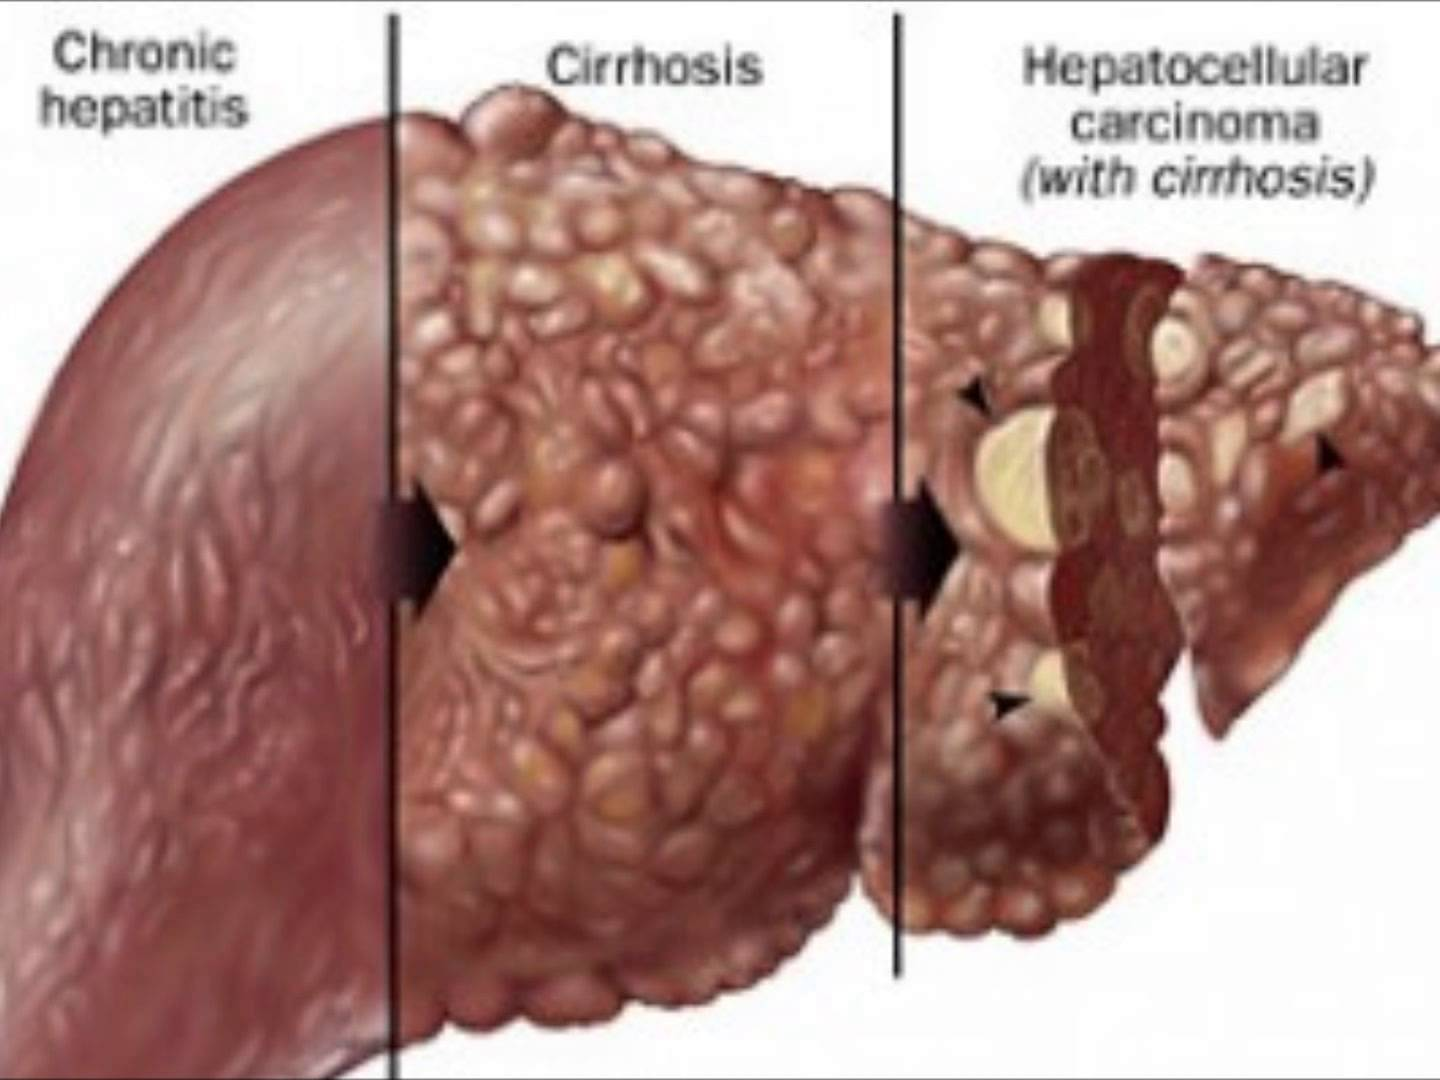 Chronic
hepatitis
Cirrhosis
Hepatocellular
carcinoma
(with cirrhosis)